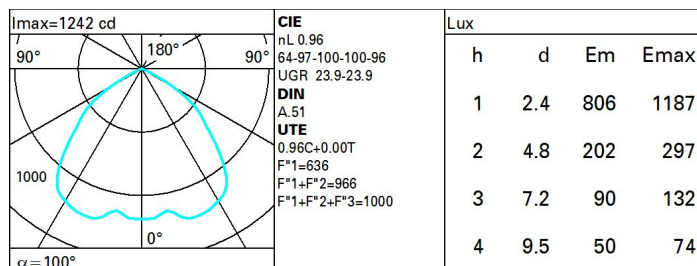 Imax=1242 cd
90°
180°
90°
1000
0°
α=100°
CIE
nL 0.96
64-97-100-100-96
UGR 23.9-23.9
DIN
A.51
UTE
0.96C+0.00T
F"1=636
F"1+F"2=966
F"1+F"2+F"3=1000
Lux
h d Em Emax
1 2.4 806 1187
2 4.8 202 297
3 7.2 90 132
4 9.5 50 74